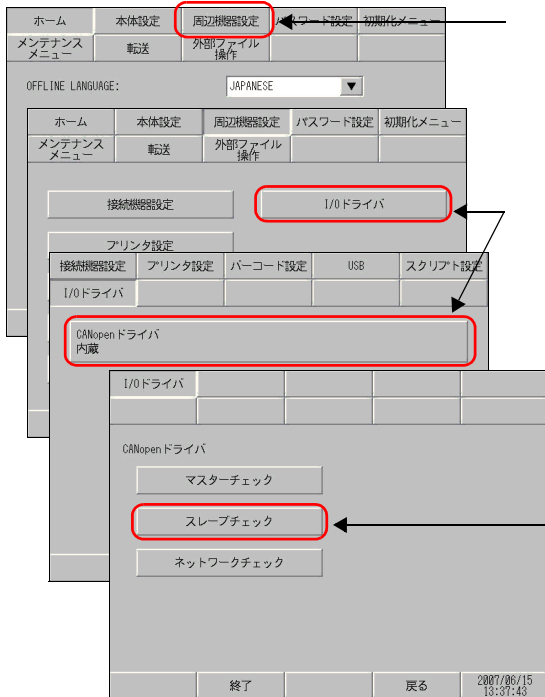 ホーム 本体設定 周辺機器設定 パスワード設定 初期化メニュー
メンテナンス
メニュー 転送 外部ファイル
操作
OFFLINE LANGUAGE: JAPANESE
ホーム 本体設定 周辺機器設定 パスワード設定 初期化メニュー
メンテナンス
メニュー 転送 外部ファイル
操作
接続機器設定 I/Oドライバ
プリンタ設定
接続機器設定 プリンタ設定 バーコード設定 USB スクリプト設定
I/Oドライバ
CANopenドライバ
内蔵
I/Oドライバ
CANopenドライバ
マスターチェック
スレーブチェック
ネットワークチェック
終了 戻る 2007/06/15
13:37:43